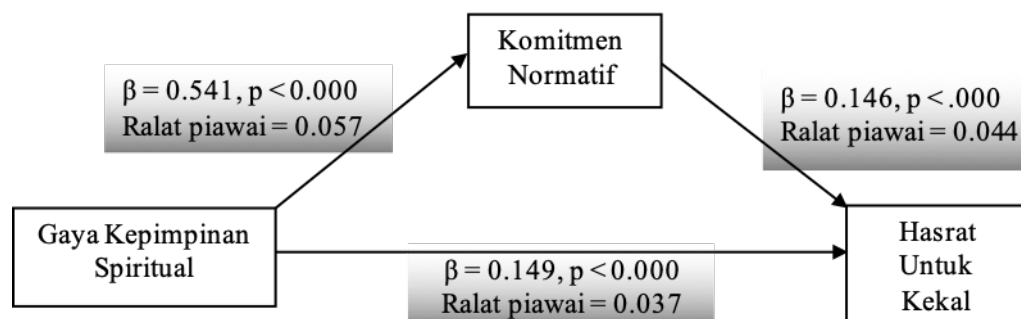 Komitmen
Normatif
β = 0.541, p <0.000
Ralat piawai = 0.057
β = 0.146, p <.000
Ralat piawai = 0.044
Gaya Kepimpinan
Spiritual
Hasrat
Untuk
Kekal
β = 0.149, p <0.000
Ralat piawai = 0.037